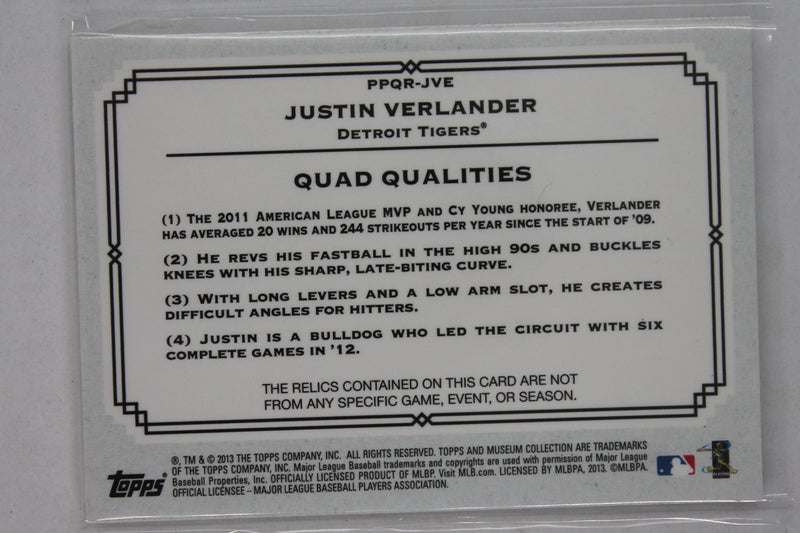 PPQR-JVE
JUSTIN VERLANDER
DETROIT TIGERS®
QUAD QUALITIES
(1) THE 2011 AMERICAN LEAGUE MVP AND CY YOUNG HONOREE, VERLANDER
HAS AVERAGED 20 WINS AND 244 STRIKEOUTS PER YEAR SINCE THE START OF '09.
(2) HE REVS HIS FASTBALL IN THE HIGH 90S AND BUCKLES
KNEES WITH HIS SHARP, LATE-BITING CURVE.
(3) WITH LONG LEVERS AND A LOW ARM SLOT, HE CREATES
DIFFICULT ANGLES FOR HITTERS.
(4) JUSTIN IS A BULLDOG WHO LED THE CIRCUIT WITH SIX
COMPLETE GAMES IN '12.
THE RELICS CONTAINED ON THIS CARD ARE NOT
FROM ANY SPECIFIC GAME, EVENT, OR SEASON.
®, TM & © 2013 THE TOPPS COMPANY, INC. ALL RIGHTS RESERVED. TOPPS AND MUSEUM COLLECTION ARE TRADEMARKS
OF THE TOPPS COMPANY, INC. Major League Baseball trademarks and copyrights are used with permission of Major League
Baseball Properties, Inc. OFFICIALLY LICENSED PRODUCT OF MLBP. Visit MLB.com. LICENSED BY MLBPA, 2013. ©MLBPA.
OFFICIAL LICENSEE – MAJOR LEAGUE BASEBALL PLAYERS ASSOCIATION.
Topps